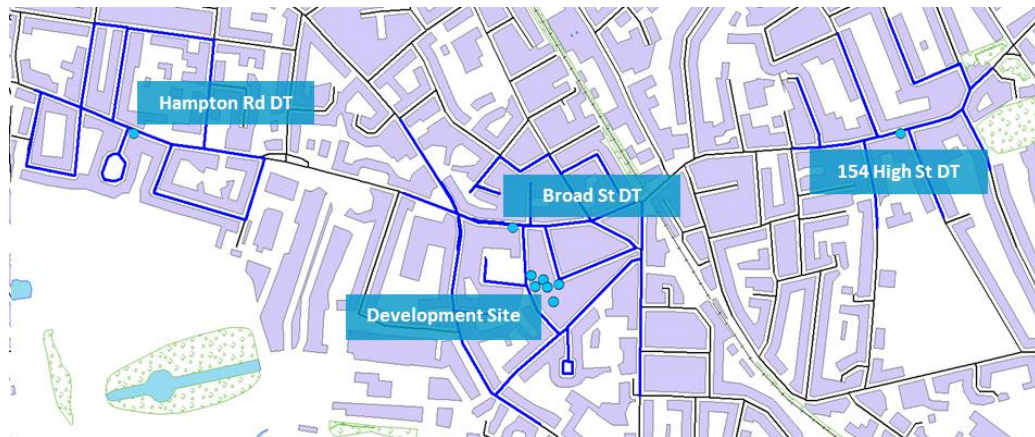 Hampton Rd DT
154 High St DT
Broad St DT
Development Site